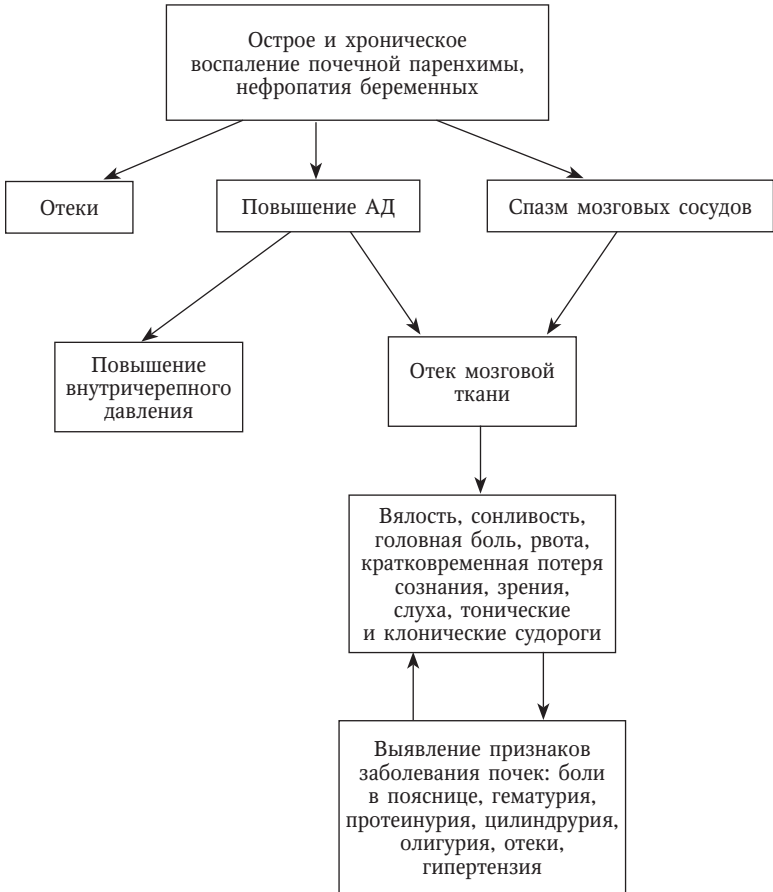 Острое и хроническое
воспаление почечной паренхимы,
нефропатия беременных
Отеки
Повышение АД
Спазм мозговых сосудов
Повышение
внутричерепного
давления
Отек мозговой
ткани
Вялость, сонливость,
головная боль, рвота,
кратковременная потеря
сознания, зрения,
слуха, тонические
и клонические судороги
Выявление признаков
заболевания почек: боли
в пояснице, гематурия,
протеинурия, цилиндрурия,
олигурия, отеки,
гипертензия